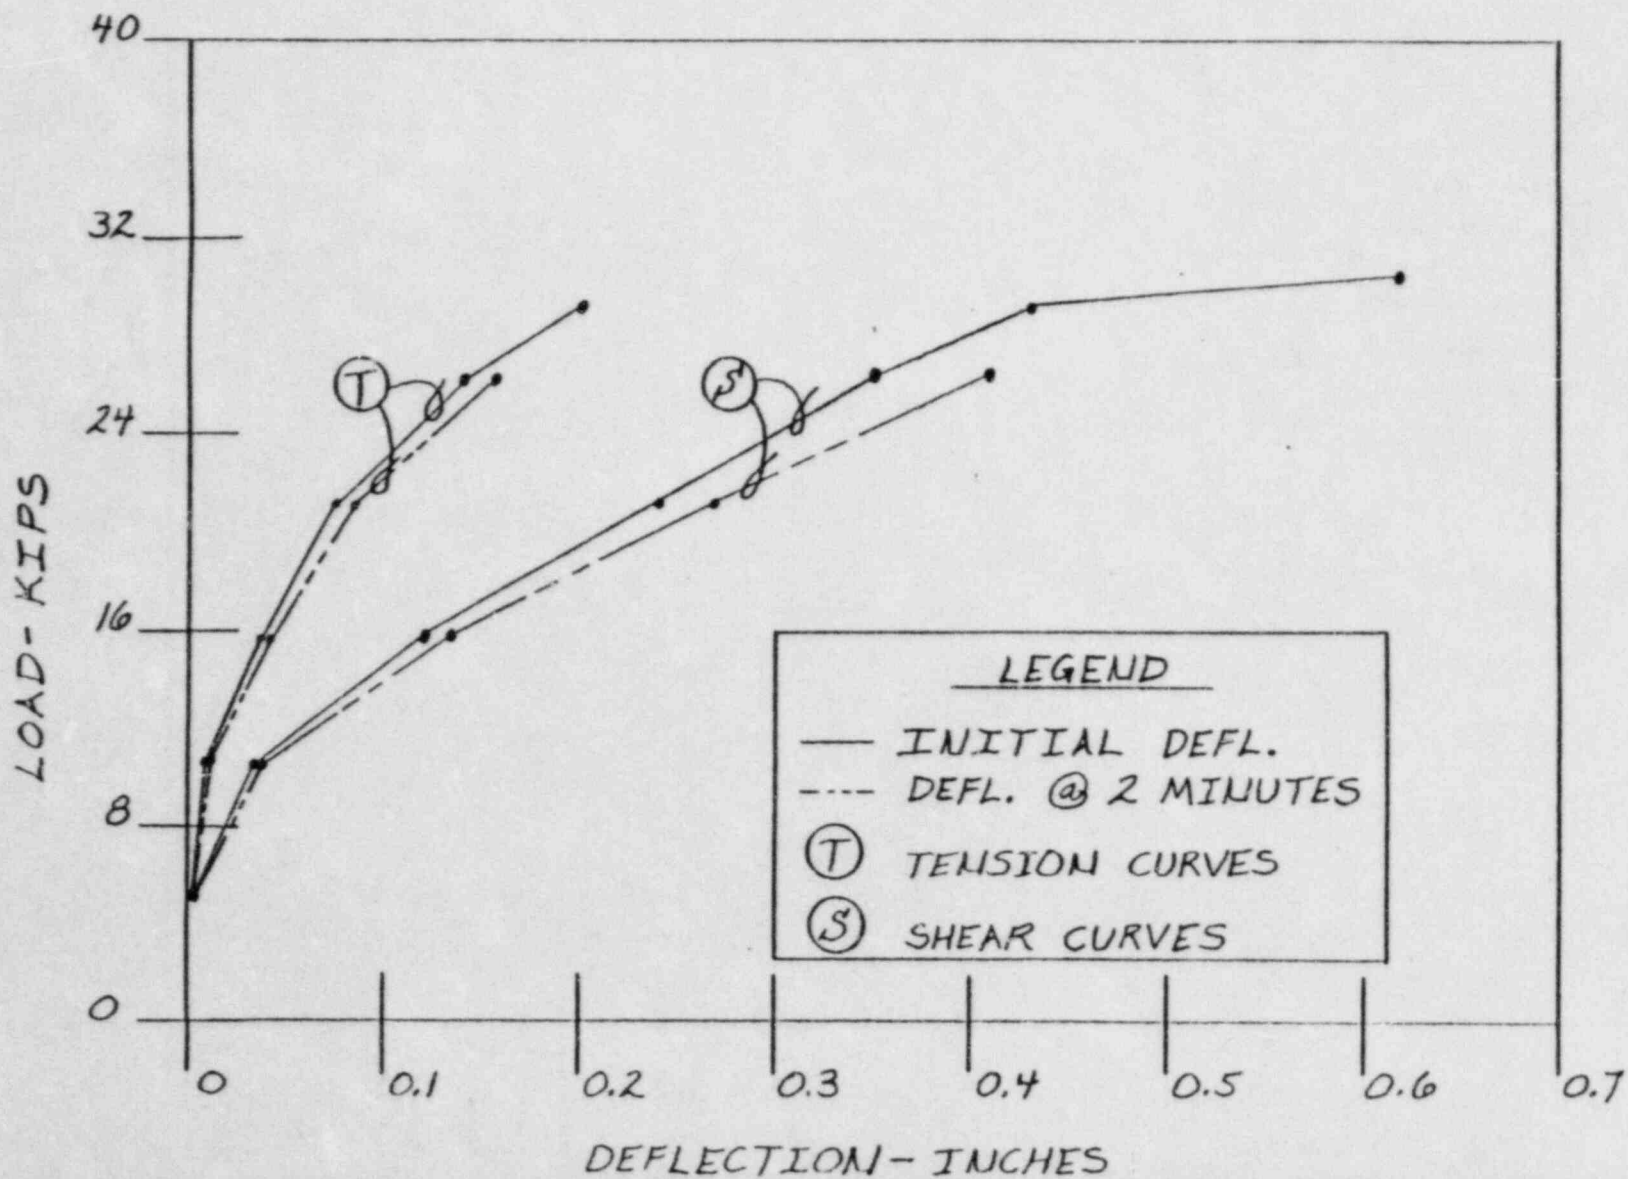 40
32
T
S
24
LOAD-KIPS
16
LEGEND
INITIAL DEFL.
DEFL. @ 2 MINUTES
8
T TENSION CURVES
S SHEAR CURVES
0
0 0.1 0.2 0.3 0.4 0.5 0.6 0.7
DEFLECTION-INCHES